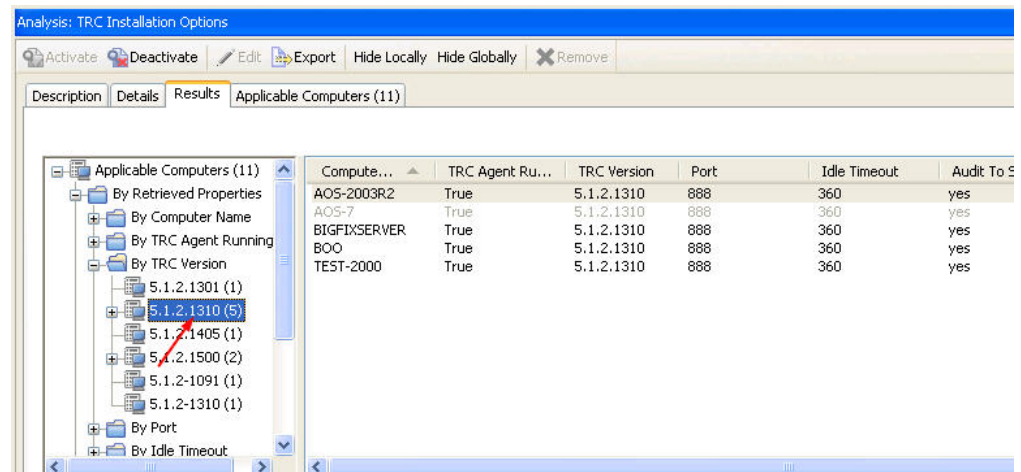 Analysis: TRC Installation Options
Activate Deactivate Edit Export Hide Locally Hide Globally Remove
Description Details Results Applicable Computers (11)
Applicable Computers (11)
By Retrieved Properties
By Computer Name
By TRC Agent Running
By TRC Version
5.1.2.1301 (1)
5.1.2.1310 (5)
5.1.2.1405 (1)
5.1.2.1500 (2)
5.1.2-1091 (1)
5.1.2-1310 (1)
By Port
By Idle Timeout
Compute... TRC Agent Ru... TRC Version Port Idle Timeout Audit To S
AOS-2003R2 True 5.1.2.1310 888 360 yes
AOS-7 True 5.1.2.1310 888 360 yes
BIGFIXSERVER True 5.1.2.1310 888 360 yes
BOO True 5.1.2.1310 888 360 yes
TEST-2000 True 5.1.2.1310 888 360 yes